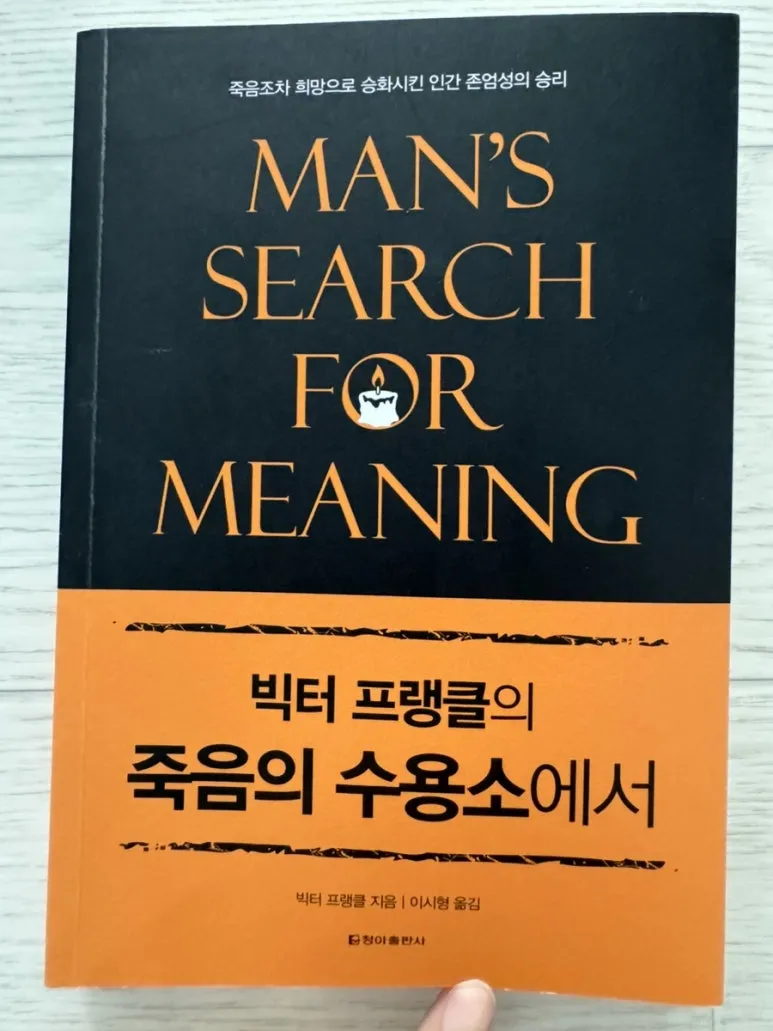 죽음조차 희망으로 승화시킨 인간 존엄성의 승리
MAN'S
SEARCH
FOR
MEANING
빅터 프랭클의
죽음의 수용소에서
빅터 프랭클 지음 | 이시형 옮김
청아출판사